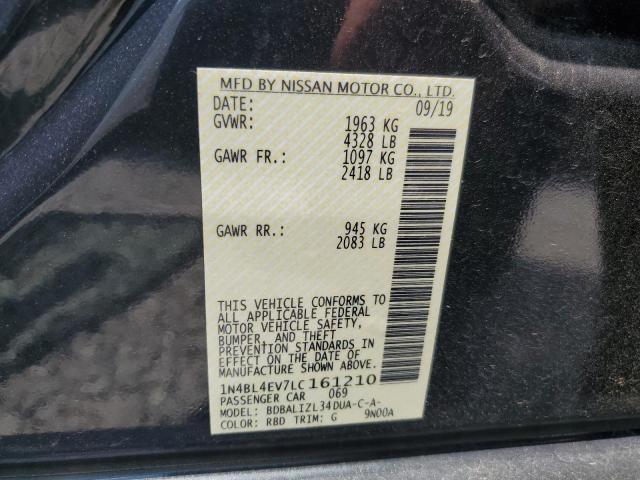 MFD BY NISSAN MOTOR CO., LTD.
DATE: 09/19
GVWR: 1963 KG
4328 LB
GAWR FR.: 1097 KG
2418 LB
GAWR RR.: 945 KG
2083 LB
THIS VEHICLE CONFORMS TO
ALL APPLICABLE FEDERAL
MOTOR VEHICLE SAFETY,
BUMPER, AND THEFT
PREVENTION STANDARDS
IN EFFECT ON THE DATE OF
MANUFACTURE SHOWN ABOVE.
1N4BL4EV7LC161210
PASSENGER CAR 069
MODEL: BDBALIZL34DUA-C-A-
COLOR: RBD TRIM: G 9N00A